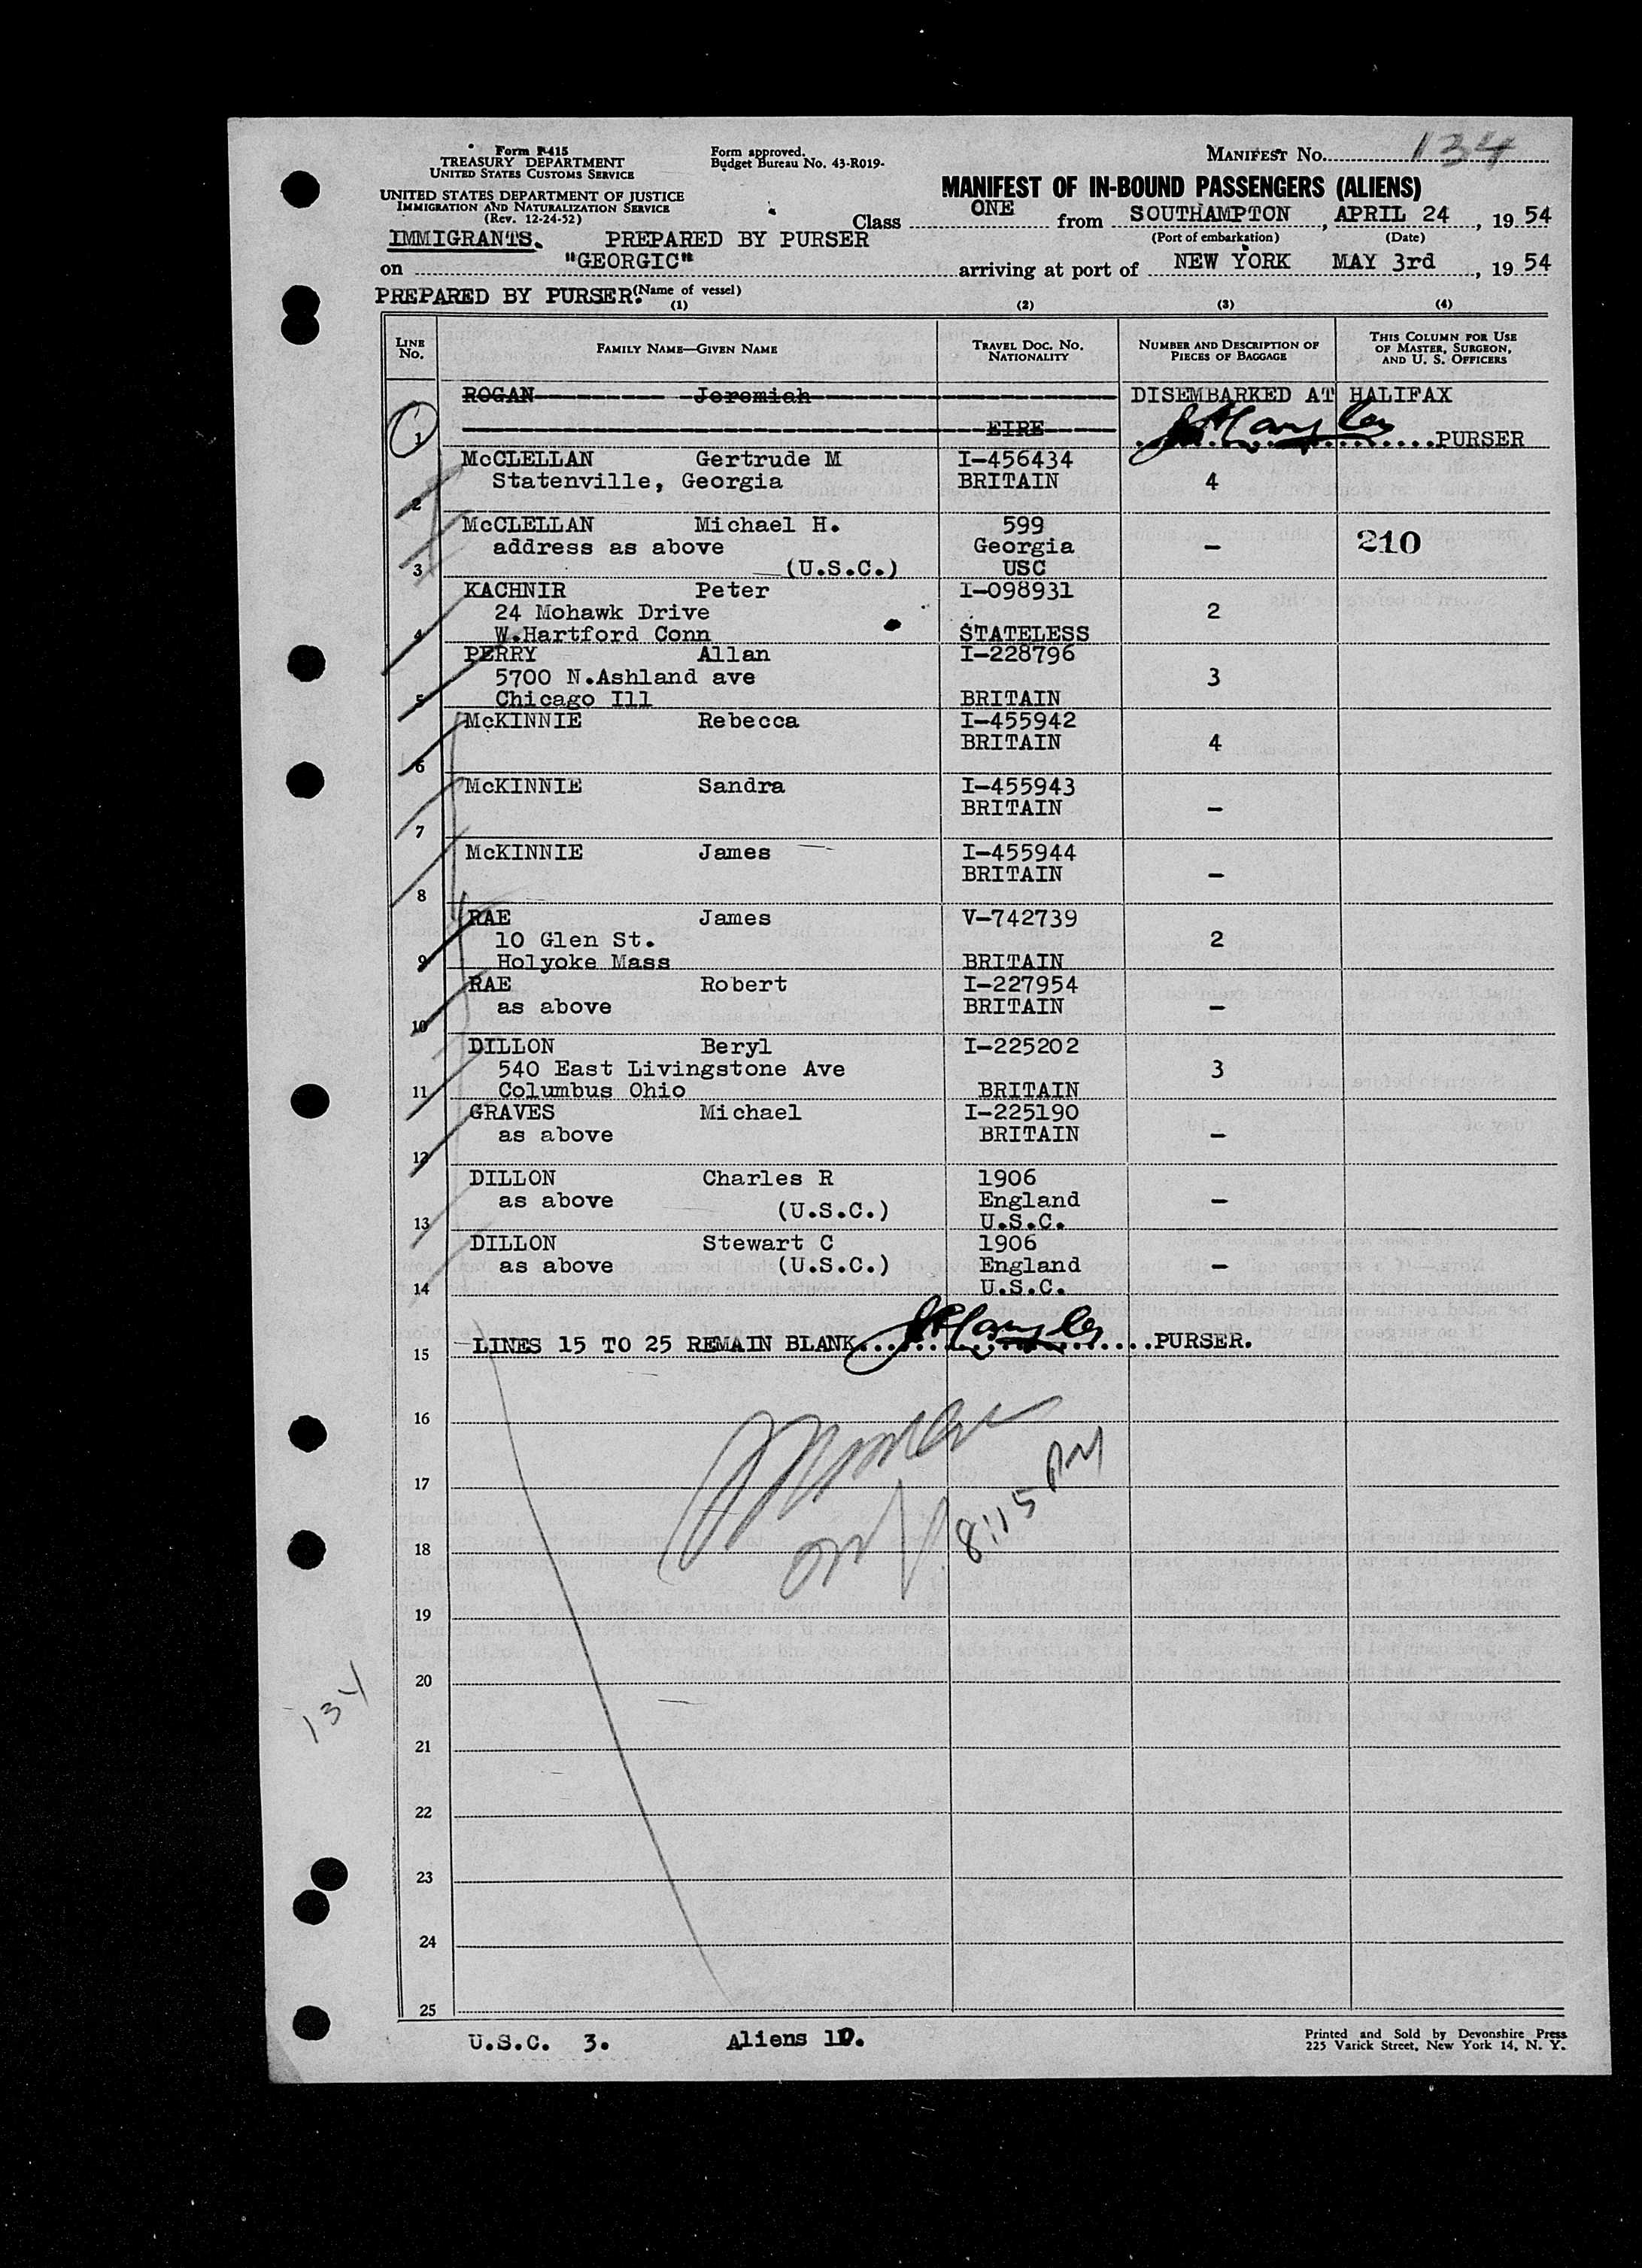 Form I-415
TREASURY DEPARTMENT
UNITED STATES CUSTOMS SERVICE
UNITED STATES DEPARTMENT OF JUSTICE
IMMIGRATION AND NATURALIZATION SERVICE
(Rev. 12-24-52)
Form approved.
Budget Bureau No. 43-R019-
MANIFEST No. 134
MANIFEST OF IN-BOUND PASSENGERS (ALIENS)
Class ONE from SOUTHAMPTON, APRIL 24, 19 54
(Port of embarkation) (Date)
IMMIGRANTS. PREPARED BY PURSER
on "GEORGIC" arriving at port of NEW YORK MAY 3rd, 19 54
PREPARED BY PURSER. (Name of vessel)
(1) (2) (3) (4)
LINE No. FAMILY NAME—GIVEN NAME TRAVEL DOC. No. NATIONALITY NUMBER AND DESCRIPTION OF PIECES OF BAGGAGE THIS COLUMN FOR USE OF MASTER, SURGEON, AND U. S. OFFICERS
ROGAN Jeremiah DISEMBARKED AT HALIFAX
1 EIRE PURSER
McCLELLAN Gertrude M I-456434
Statenville, Georgia BRITAIN 4
2
McCLELLAN Michael H. 599
address as above Georgia - 210
3 (U.S.C.) USC
KACHNIR Peter I-098931
24 Mohawk Drive 2
4 W.Hartford Conn STATELESS
PERRY Allan I-228796
5700 N.Ashland ave 3
5 Chicago Ill BRITAIN
McKINNIE Rebecca I-455942
BRITAIN 4
6
McKINNIE Sandra I-455943
BRITAIN -
7
McKINNIE James I-455944
BRITAIN -
8
RAE James V-742739
10 Glen St. 2
9 Holyoke Mass BRITAIN
RAE Robert I-227954
as above BRITAIN -
10
DILLON Beryl I-225202
540 East Livingstone Ave 3
11 Columbus Ohio BRITAIN
GRAVES Michael I-225190
as above BRITAIN -
12
DILLON Charles R 1906
as above (U.S.C.) England -
13 U.S.C.
DILLON Stewart C 1906
as above (U.S.C.) England -
14 U.S.C.
15 LINES 15 TO 25 REMAIN BLANK. PURSER.
16
17
8:15 PM
18
19
20
134
21
22
23
24
25
U.S.C. 3. Aliens 10.
Printed and Sold by Devonshire Press
225 Varick Street, New York 14, N. Y.